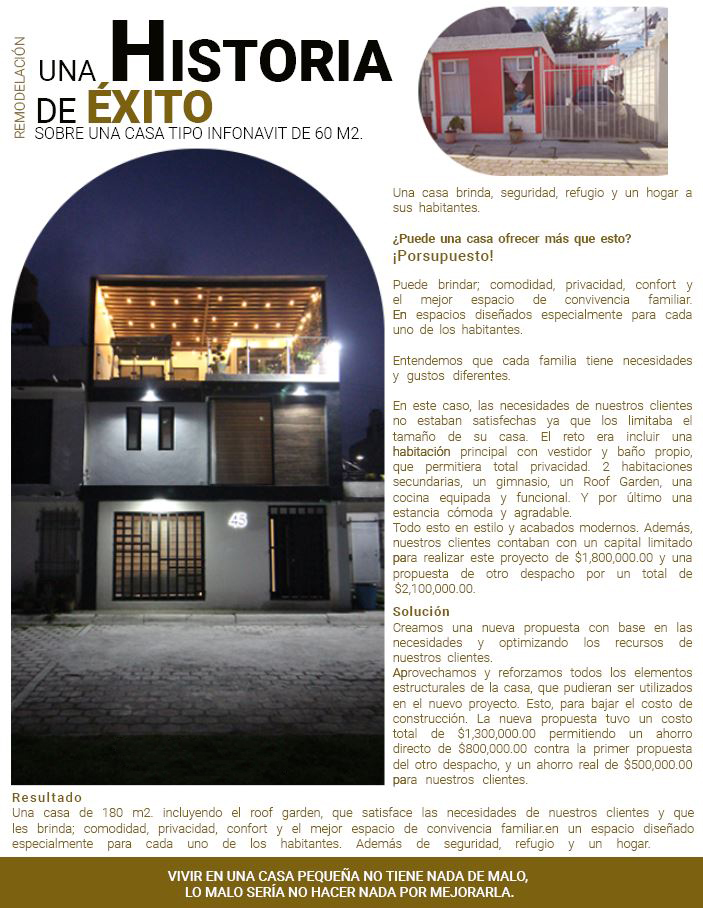 REMODELACIÓN
UNA HISTORIA
DE ÉXITO
SOBRE UNA CASA TIPO INFONAVIT DE 60 M2.
Una casa brinda, seguridad, refugio y un hogar a
sus habitantes.
¿Puede una casa ofrecer más que esto?
¡Porsupuesto!
Puede brindar; comodidad, privacidad, confort y
el mejor espacio de convivencia familiar.
En espacios diseñados especialmente para cada
uno de los habitantes.
Entendemos que cada familia tiene necesidades
y gustos diferentes.
En este caso, las necesidades de nuestros clientes
no estaban satisfechas ya que los limitaba el
tamaño de su casa. El reto era incluir una
habitación principal con vestidor y baño propio,
que permitiera total privacidad. 2 habitaciones
secundarias, un gimnasio, un Roof Garden, una
cocina equipada y funcional. Y por último una
estancia cómoda y agradable.
Todo esto en estilo y acabados modernos. Además,
nuestros clientes contaban con un capital limitado
para realizar este proyecto de $1,800,000.00 y una
propuesta de otro despacho por un total de
$2,100,000.00.
Solución
Creamos una nueva propuesta con base en las
necesidades y optimizando los recursos de
nuestros clientes.
Aprovechamos y reforzamos todos los elementos
estructurales de la casa, que pudieran ser utilizados
en el nuevo proyecto. Esto, para bajar el costo de
construcción. La nueva propuesta tuvo un costo
total de $1,300,000.00 permitiendo un ahorro
directo de $800,000.00 contra la primer propuesta
del otro despacho, y un ahorro real de $500,000.00
para nuestros clientes.
45
Resultado
Una casa de 180 m2. incluyendo el roof garden, que satisface las necesidades de nuestros clientes y que
les brinda; comodidad, privacidad, confort y el mejor espacio de convivencia familiar.en un espacio diseñado
especialmente para cada uno de los habitantes. Además de seguridad, refugio y un hogar.
VIVIR EN UNA CASA PEQUEÑA NO TIENE NADA DE MALO,
LO MALO SERÍA NO HACER NADA POR MEJORARLA.